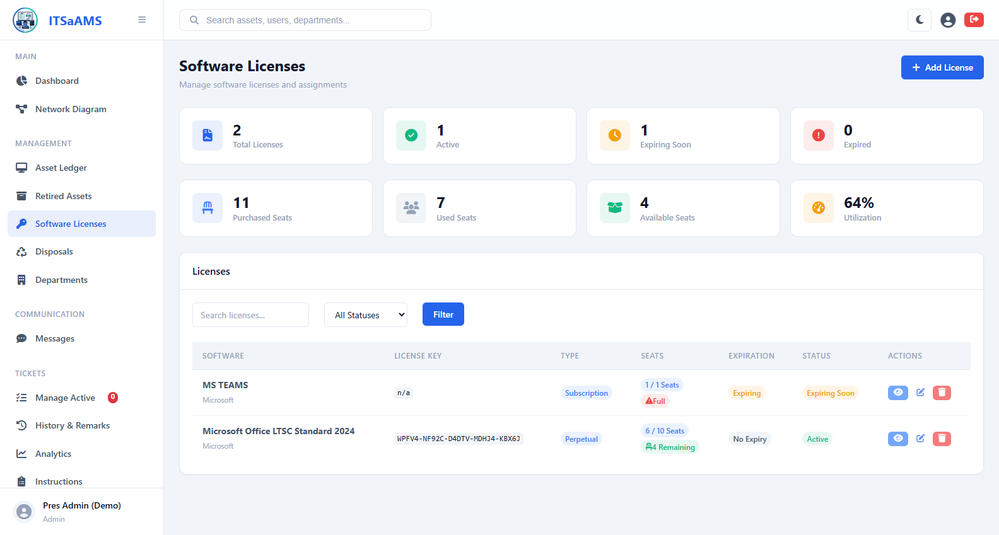 ITSaAMS
Search assets, users, departments...
MAIN
Dashboard
Network Diagram
MANAGEMENT
Asset Ledger
Retired Assets
Software Licenses
Disposals
Departments
COMMUNICATION
Messages
TICKETS
Manage Active 0
History & Remarks
Analytics
Instructions
Pres Admin (Demo)
Admin
Software Licenses
Manage software licenses and assignments
+ Add License
2
Total Licenses
1
Active
1
Expiring Soon
0
Expired
11
Purchased Seats
7
Used Seats
4
Available Seats
64%
Utilization
Licenses
Search licenses...
All Statuses
Filter
SOFTWARE LICENSE KEY TYPE SEATS EXPIRATION STATUS ACTIONS
MS TEAMS
Microsoft
n/a
Subscription
1 / 1 Seats
Full
Expiring
Expiring Soon
Microsoft Office LTSC Standard 2024
Microsoft
WPFV4-NF92C-D4DTV-MDHJ4-KBX6J
Perpetual
6 / 10 Seats
4 Remaining
No Expiry
Active